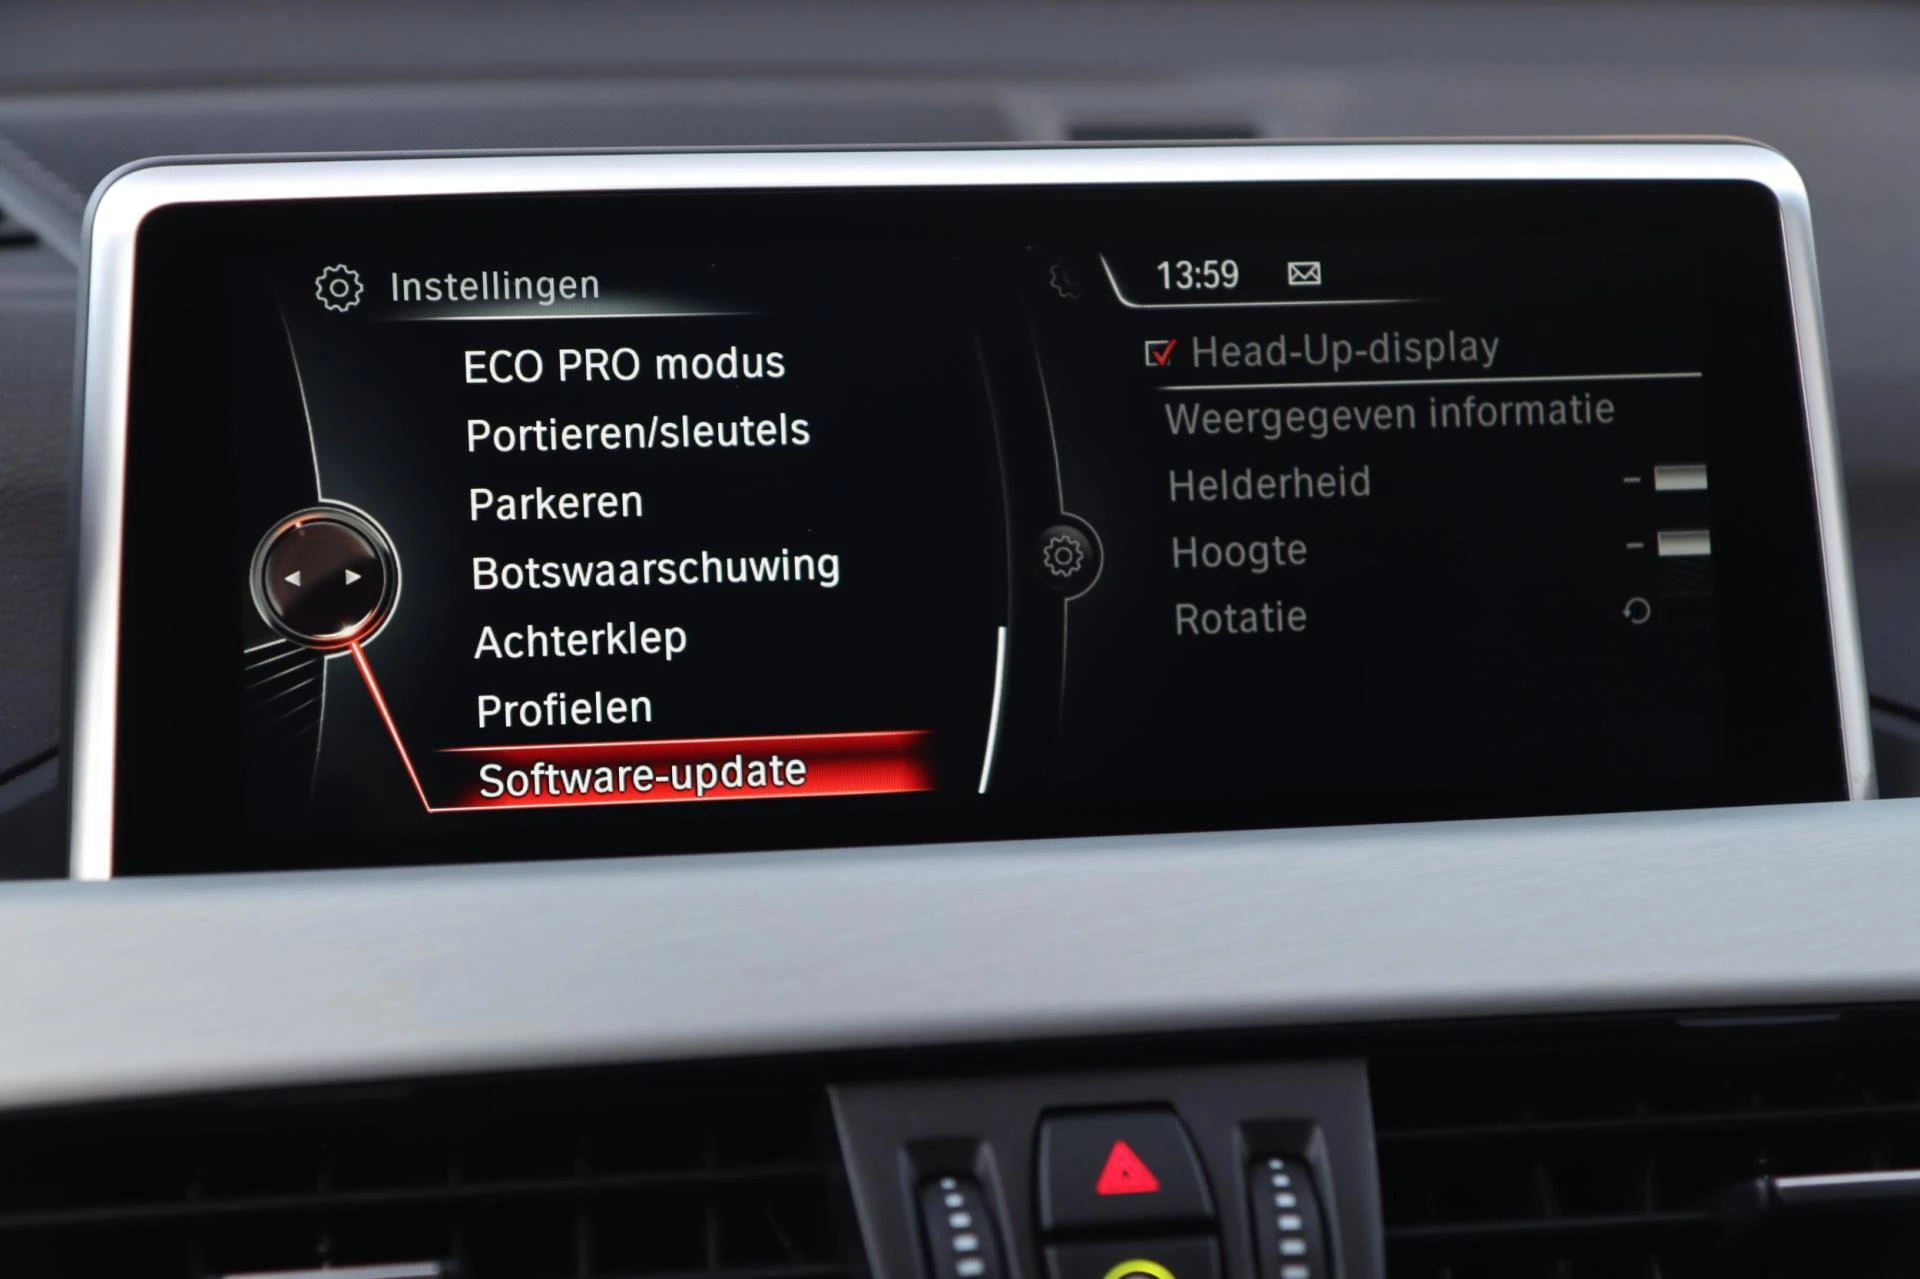 Instellingen
ECO PRO modus
Portieren/sleutels
Parkeren
Botswaarschuwing
Achterklep
Profielen
Software-update
13:59
Head-Up-display
Weergegeven informatie
Helderheid
Hoogte
Rotatie